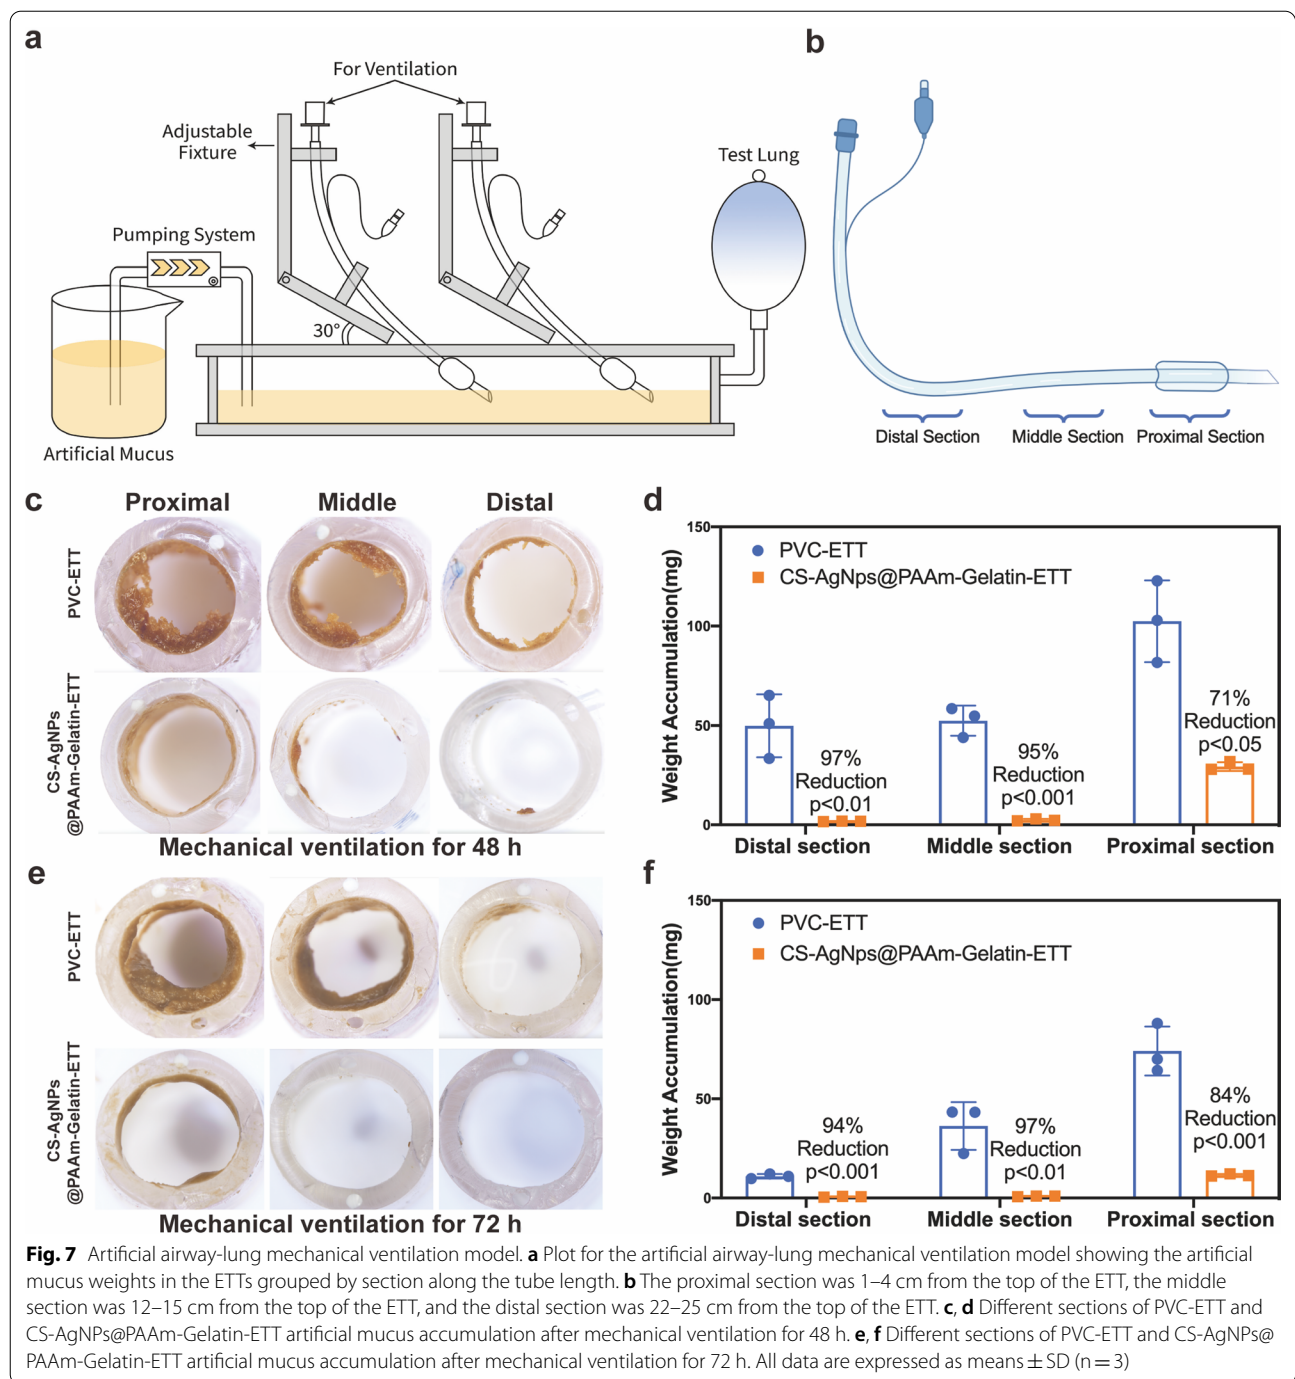 a
For Ventilation
Adjustable
Fixture
Test Lung
Pumping System
30°
Artificial Mucus
b
Distal Section
Middle Section
Proximal Section
c
Proximal
Middle
Distal
PVC-ETT
CS-AgNPs
@PAAm-Gelatin-ETT
Mechanical ventilation for 48 h
d
Weight Accumulation(mg)
150
100
50
0
PVC-ETT
CS-AgNps@PAAm-Gelatin-ETT
97%
Reduction
p<0.01
95%
Reduction
p<0.001
71%
Reduction
p<0.05
Distal section
Middle section
Proximal section
e
PVC-ETT
CS-AgNPs
@PAAm-Gelatin-ETT
Mechanical ventilation for 72 h
f
Weight Accumulation(mg)
150
100
50
0
PVC-ETT
CS-AgNps@PAAm-Gelatin-ETT
94%
Reduction
p<0.001
97%
Reduction
p<0.01
84%
Reduction
p<0.001
Distal section
Middle section
Proximal section
Fig. 7 Artificial airway-lung mechanical ventilation model. a Plot for the artificial airway-lung mechanical ventilation model showing the artificial
mucus weights in the ETTs grouped by section along the tube length. b The proximal section was 1–4 cm from the top of the ETT, the middle
section was 12–15 cm from the top of the ETT, and the distal section was 22–25 cm from the top of the ETT. c, d Different sections of PVC-ETT and
CS-AgNPs@PAAm-Gelatin-ETT artificial mucus accumulation after mechanical ventilation for 48 h. e, f Different sections of PVC-ETT and CS-AgNPs@
PAAm-Gelatin-ETT artificial mucus accumulation after mechanical ventilation for 72 h. All data are expressed as means ± SD (n = 3)